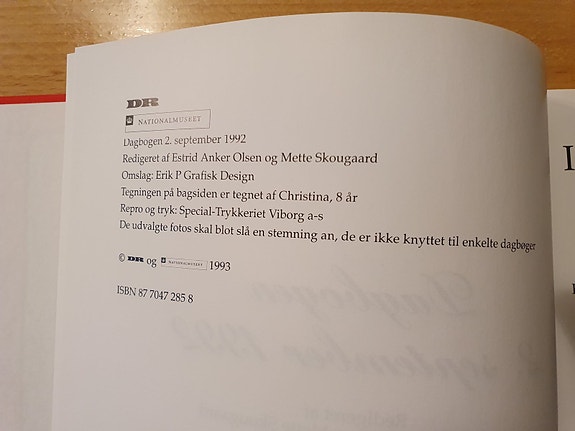 DR
NATIONALMUSEET
Dagbogen 2. september 1992
Redigeret af Estrid Anker Olsen og Mette Skougaard
Omslag: Erik P Grafisk Design
Tegningen på bagsiden er tegnet af Christina, 8 år
Repro og tryk: Special-Trykkeriet Viborg a-s
De udvalgte fotos skal blot slå en stemning an, de er ikke knyttet til enkelte dagbøger
© DR og NATIONALMUSEET 1993
ISBN 87 7047 285 8